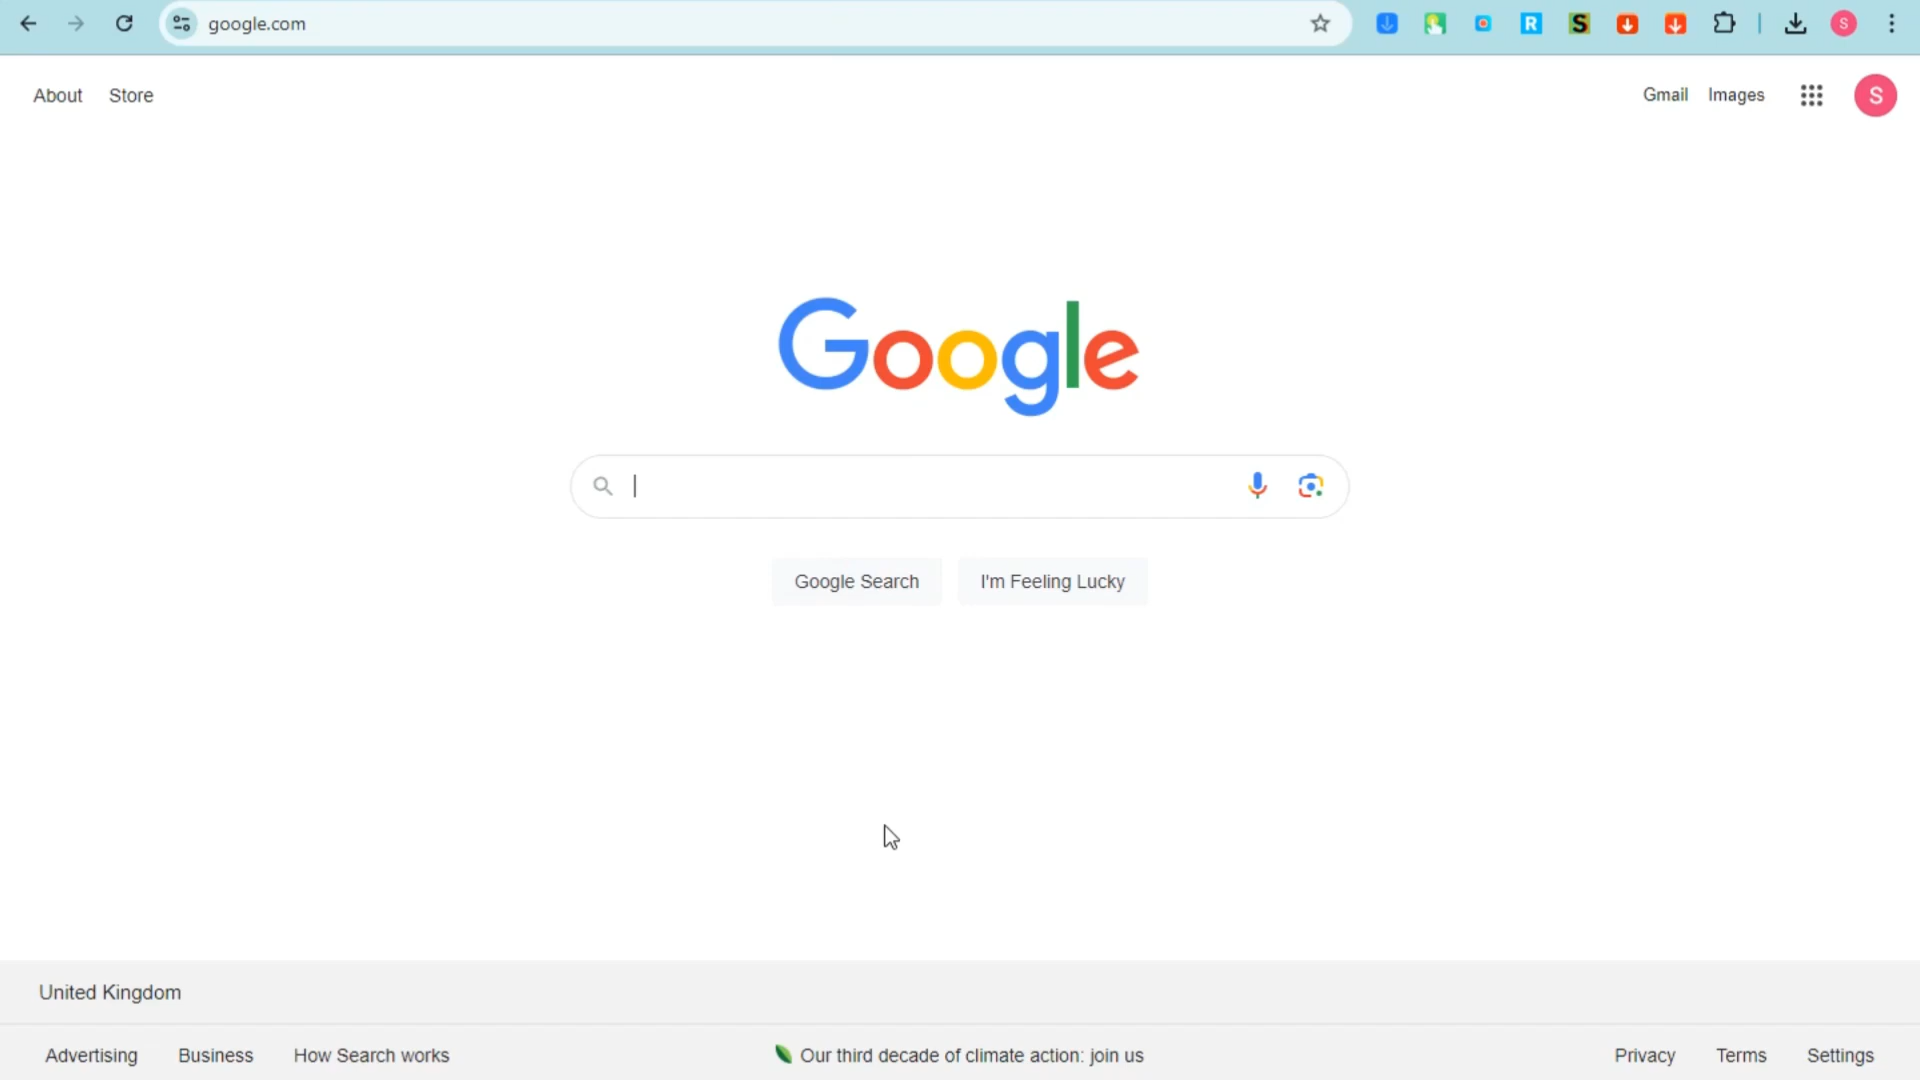 google.com
R
S
S
About
Store
Gmail
Images
S
Google
Google Search
I'm Feeling Lucky
United Kingdom
Advertising
Business
How Search works
Our third decade of climate action: join us
Privacy
Terms
Settings